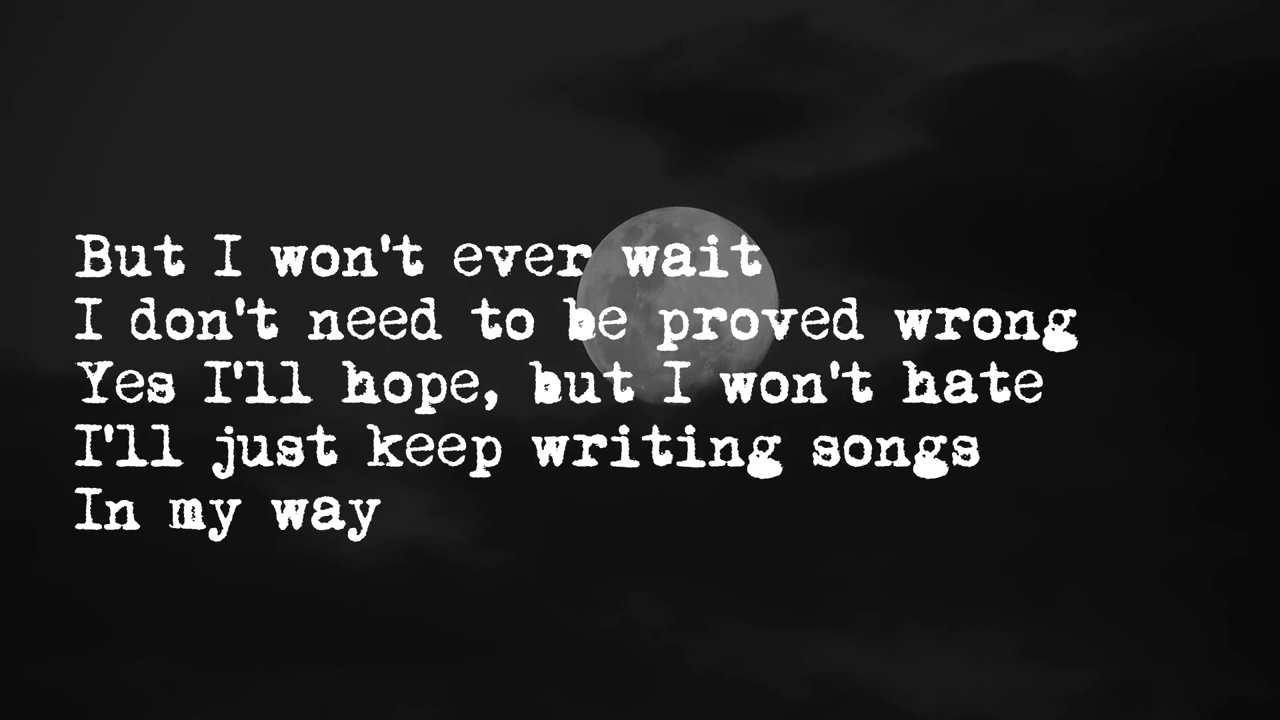 But I won't ever wait
I don't need to be proved wrong
Yes I'll hope, but I won't hate
I'll just keep writing songs
In my way